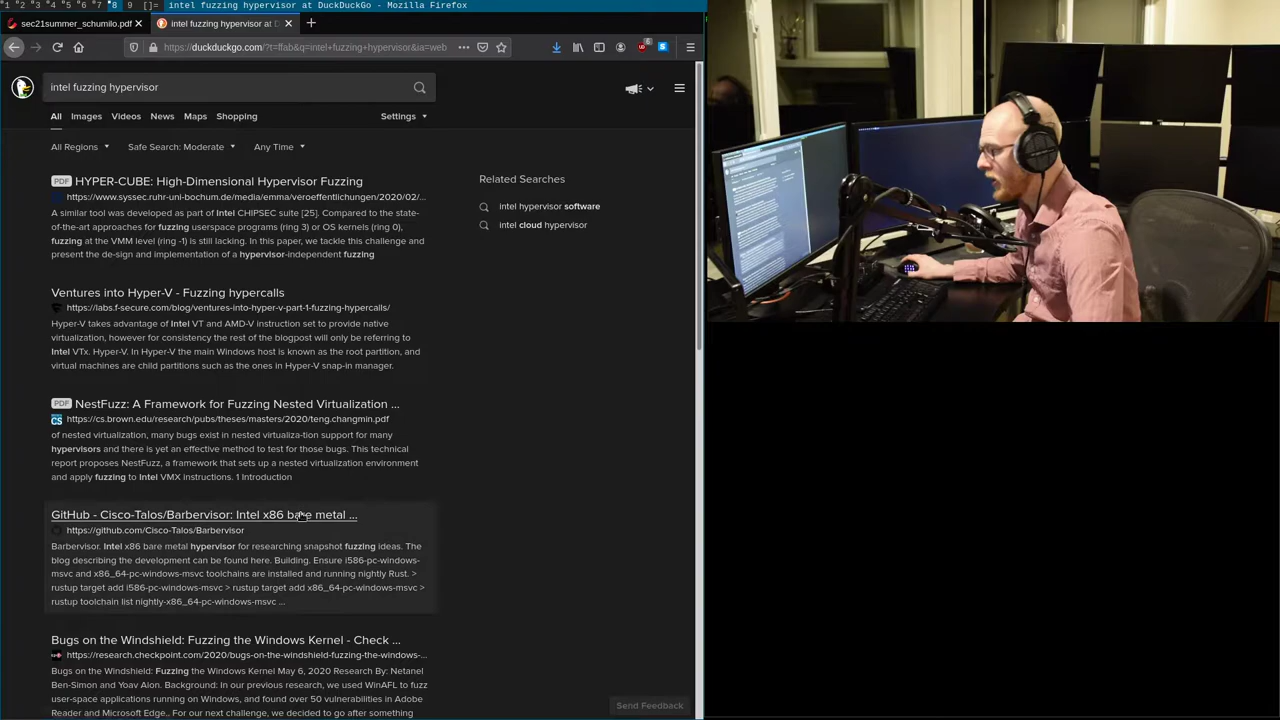 1 2 3 4 5 6 7 8 9 []= intel fuzzing hypervisor at DuckDuckGo - Mozilla Firefox
sec21summer_schumilo.pdf
intel fuzzing hypervisor at D
https://duckduckgo.com/?t=ffab&q=intel+fuzzing+hypervisor&ia=web
intel fuzzing hypervisor
All Images Videos News Maps Shopping Settings
All Regions Safe Search: Moderate Any Time
PDF HYPER-CUBE: High-Dimensional Hypervisor Fuzzing
https://www.syssec.ruhr-uni-bochum.de/media/emma/veroeffentlichungen/2020/02/...
A similar tool was developed as part of Intel CHIPSEC suite [25]. Compared to the state-
of-the-art approaches for fuzzing userspace programs (ring 3) or OS kernels (ring 0),
fuzzing at the VMM level (ring -1) is still lacking. In this paper, we tackle this challenge and
present the de-sign and implementation of a hypervisor-independent fuzzing
Ventures into Hyper-V - Fuzzing hypercalls
https://labs.f-secure.com/blog/ventures-into-hyper-v-part-1-fuzzing-hypercalls/
Hyper-V takes advantage of Intel VT and AMD-V instruction set to provide native
virtualization, however for consistency the rest of the blogpost will only be referring to
Intel VTx. Hyper-V. In Hyper-V the main Windows host is known as the root partition, and
virtual machines are child partitions such as the ones in Hyper-V snap-in manager.
PDF NestFuzz: A Framework for Fuzzing Nested Virtualization ...
https://cs.brown.edu/research/pubs/theses/masters/2020/teng.changmin.pdf
of nested virtualization, many bugs exist in nested virtualiza-tion support for many
hypervisors and there is yet an effective method to test for those bugs. This technical
report proposes NestFuzz, a framework that sets up a nested virtualization environment
and apply fuzzing to Intel VMX instructions. 1 Introduction
GitHub - Cisco-Talos/Barbervisor: Intel x86 bare metal ...
https://github.com/Cisco-Talos/Barbervisor
Barbervisor. Intel x86 bare metal hypervisor for researching snapshot fuzzing ideas. The
blog describing the development can be found here. Building. Ensure i586-pc-windows-
msvc and x86_64-pc-windows-msvc toolchains are installed and running nightly Rust. >
rustup target add i586-pc-windows-msvc > rustup target add x86_64-pc-windows-msvc >
rustup toolchain list nightly-x86_64-pc-windows-msvc ...
Bugs on the Windshield: Fuzzing the Windows Kernel - Check ...
https://research.checkpoint.com/2020/bugs-on-the-windshield-fuzzing-the-windows-...
Bugs on the Windshield: Fuzzing the Windows Kernel May 6, 2020 Research By: Netanel
Ben-Simon and Yoav Alon. Background: In our previous research, we used WinAFL to fuzz
user-space applications running on Windows, and found over 50 vulnerabilities in Adobe
Reader and Microsoft Edge.. For our next challenge, we decided to go after something
Related Searches
intel hypervisor software
intel cloud hypervisor
Send Feedback